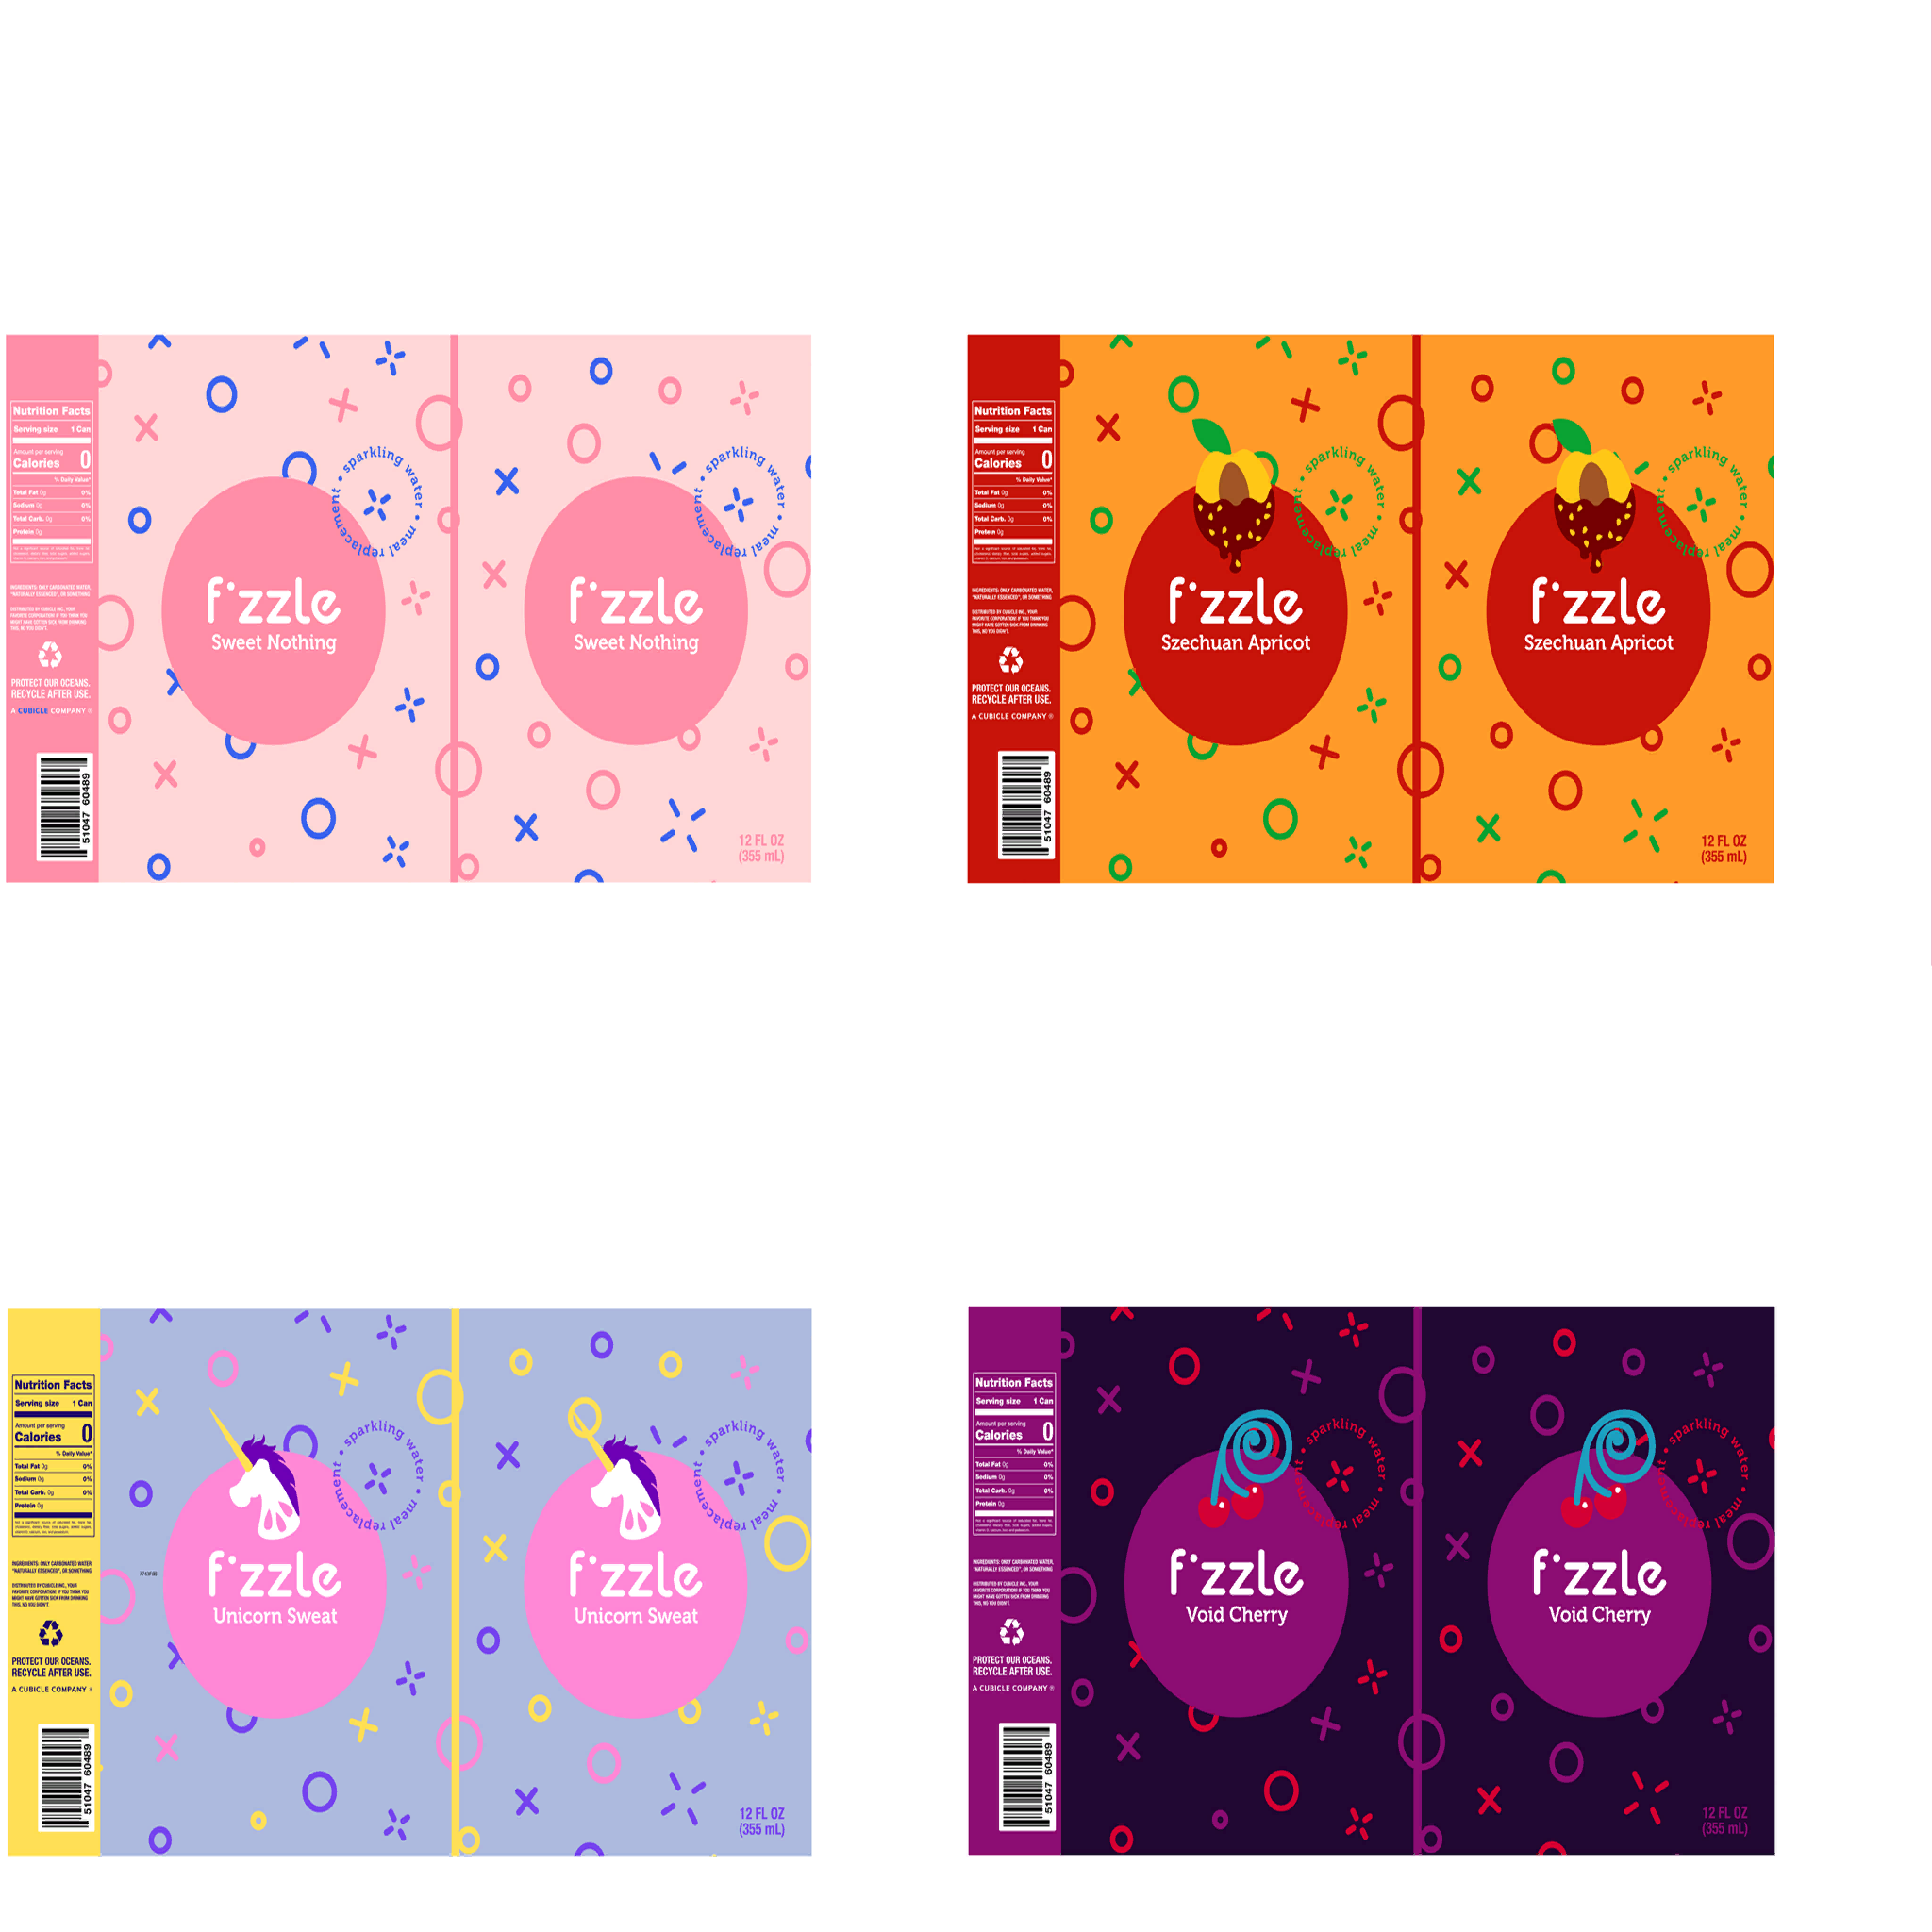 Nutrition Facts
Serving size 1 Can
Amount per serving
Calories 0
% Daily Value*
Total Fat 0g 0%
Sodium 0g 0%
Total Carb. 0g 0%
Protein 0g
INGREDIENTS: ONLY CARBONATED WATER,
"NATURALLY ESSENCED", OR SOMETHING
DISTRIBUTED BY CUBICLE INC., YOUR
FAVORITE CORPORATION! IF YOU THINK YOU
MIGHT HAVE GOTTEN SICK FROM DRINKING
THIS, NO YOU DIDN'T.
PROTECT OUR OCEANS.
RECYCLE AFTER USE.
A CUBICLE COMPANY ®
51047 60489
• sparkling water • meal replacement
fizzle
Sweet Nothing
• sparkling water • meal replacement
fizzle
Sweet Nothing
12 FL OZ
(355 mL)
Nutrition Facts
Serving size 1 Can
Amount per serving
Calories 0
% Daily Value*
Total Fat 0g 0%
Sodium 0g 0%
Total Carb. 0g 0%
Protein 0g
INGREDIENTS: ONLY CARBONATED WATER,
"NATURALLY ESSENCED", OR SOMETHING
DISTRIBUTED BY CUBICLE INC., YOUR
FAVORITE CORPORATION! IF YOU THINK YOU
MIGHT HAVE GOTTEN SICK FROM DRINKING
THIS, NO YOU DIDN'T.
PROTECT OUR OCEANS.
RECYCLE AFTER USE.
A CUBICLE COMPANY ®
51047 60489
• sparkling water • meal replacement
fizzle
Szechuan Apricot
• sparkling water • meal replacement
fizzle
Szechuan Apricot
12 FL OZ
(355 mL)
Nutrition Facts
Serving size 1 Can
Amount per serving
Calories 0
% Daily Value*
Total Fat 0g 0%
Sodium 0g 0%
Total Carb. 0g 0%
Protein 0g
INGREDIENTS: ONLY CARBONATED WATER,
"NATURALLY ESSENCED", OR SOMETHING
DISTRIBUTED BY CUBICLE INC., YOUR
FAVORITE CORPORATION! IF YOU THINK YOU
MIGHT HAVE GOTTEN SICK FROM DRINKING
THIS, NO YOU DIDN'T.
PROTECT OUR OCEANS.
RECYCLE AFTER USE.
A CUBICLE COMPANY ®
51047 60489
• sparkling water • meal replacement
fizzle
Unicorn Sweat
• sparkling water • meal replacement
fizzle
Unicorn Sweat
12 FL OZ
(355 mL)
Nutrition Facts
Serving size 1 Can
Amount per serving
Calories 0
% Daily Value*
Total Fat 0g 0%
Sodium 0g 0%
Total Carb. 0g 0%
Protein 0g
INGREDIENTS: ONLY CARBONATED WATER,
"NATURALLY ESSENCED", OR SOMETHING
DISTRIBUTED BY CUBICLE INC., YOUR
FAVORITE CORPORATION! IF YOU THINK YOU
MIGHT HAVE GOTTEN SICK FROM DRINKING
THIS, NO YOU DIDN'T.
PROTECT OUR OCEANS.
RECYCLE AFTER USE.
A CUBICLE COMPANY ®
51047 60489
• sparkling water • meal replacement
fizzle
Void Cherry
• sparkling water • meal replacement
fizzle
Void Cherry
12 FL OZ
(355 mL)